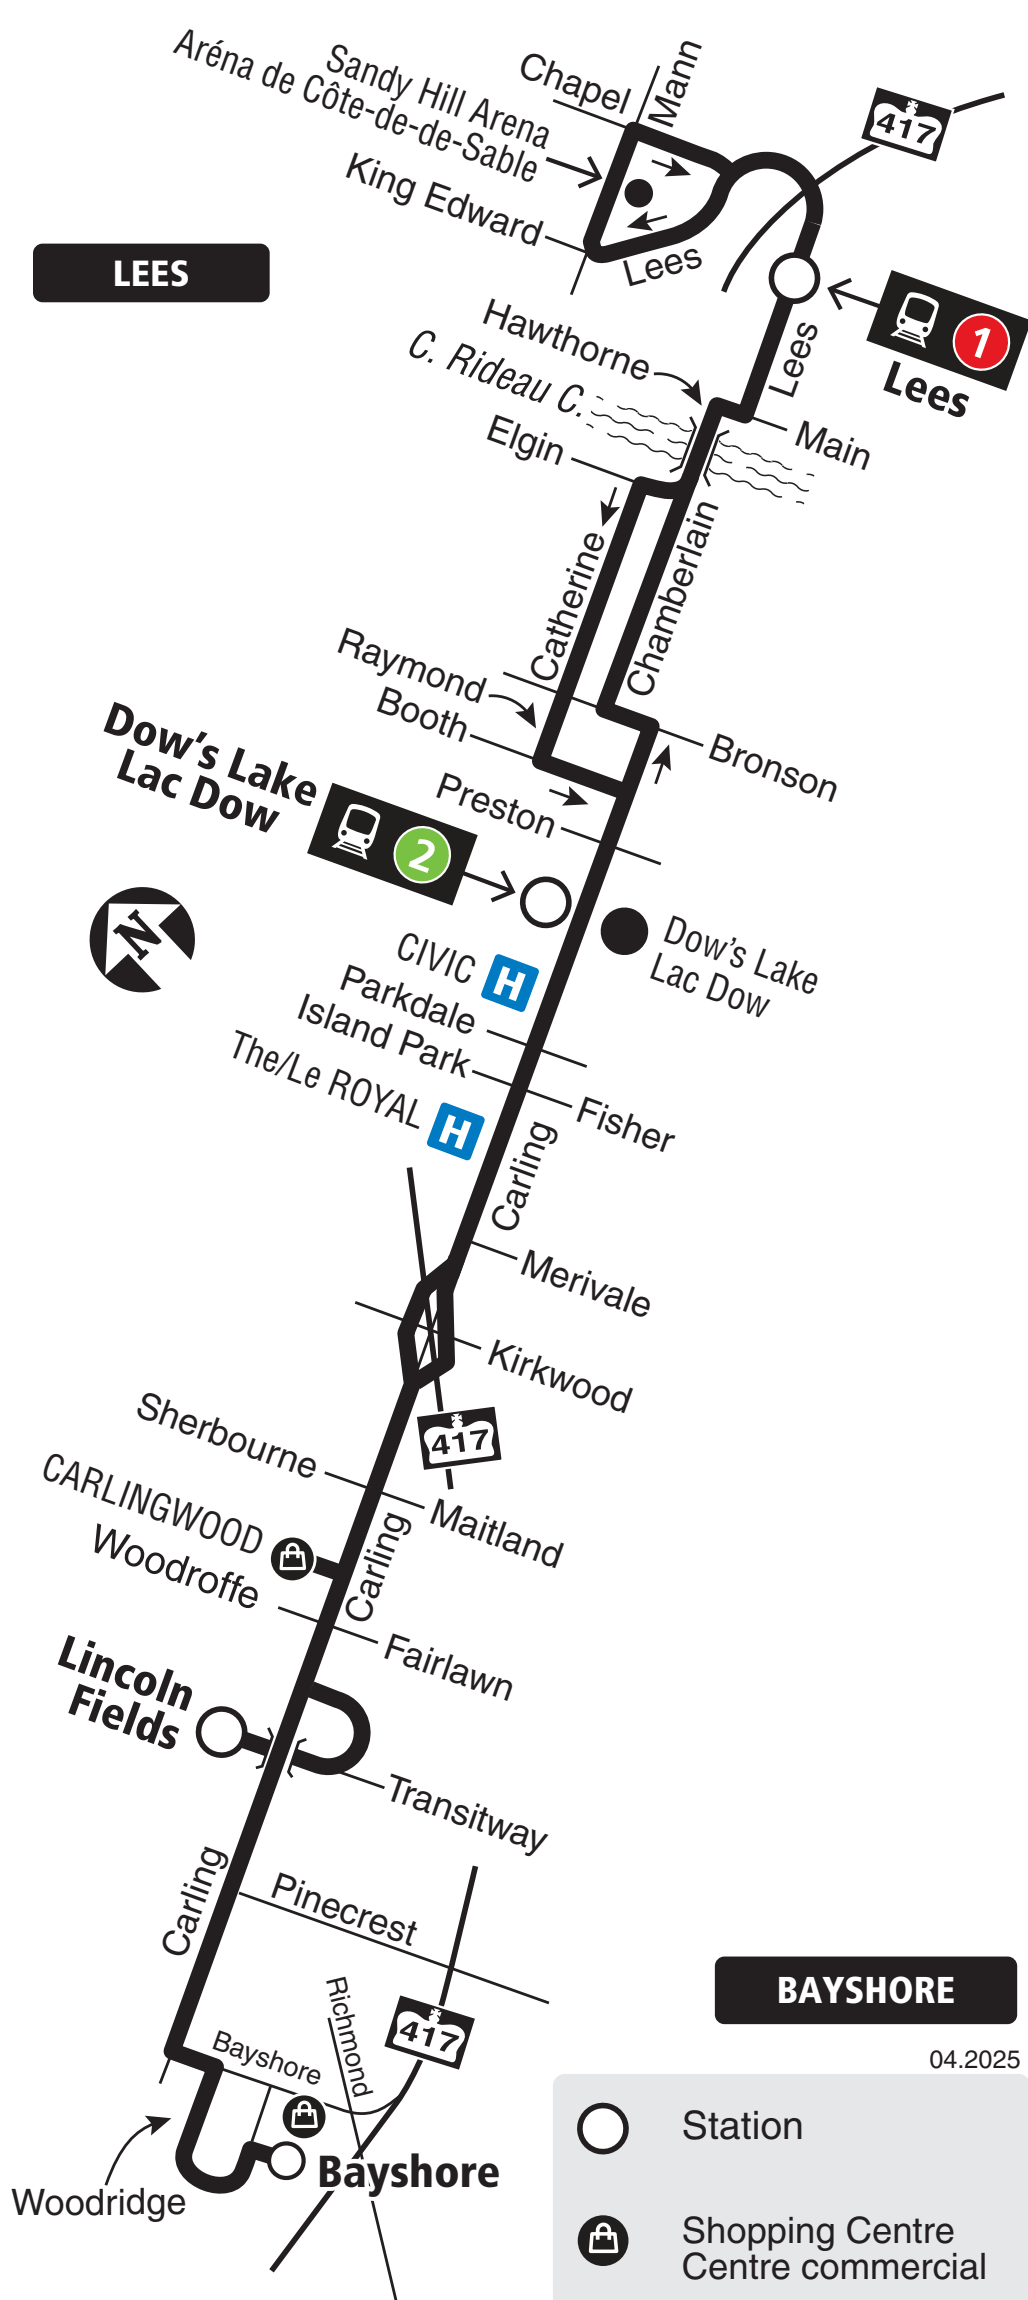 Mann
Chapel
Sandy Hill Arena
Aréna de Côte-de-de-Sable
King Edward
417
LEES
Lees
Hawthorne
C. Rideau C.
Lees
1
Lees
Elgin
Main
Catherine
Chamberlain
Raymond
Booth
Bronson
Dow's Lake
Lac Dow
2
Preston
N
CIVIC H
Dow's Lake
Lac Dow
Parkdale
Island Park
The/Le ROYAL H
Fisher
Carling
Merivale
Kirkwood
417
Sherbourne
Maitland
CARLINGWOOD
Carling
Woodroffe
Fairlawn
Lincoln
Fields
Transitway
Carling
Pinecrest
Richmond
417
Bayshore
Bayshore
Woodridge
BAYSHORE
04.2025
Station
Shopping Centre
Centre commercial